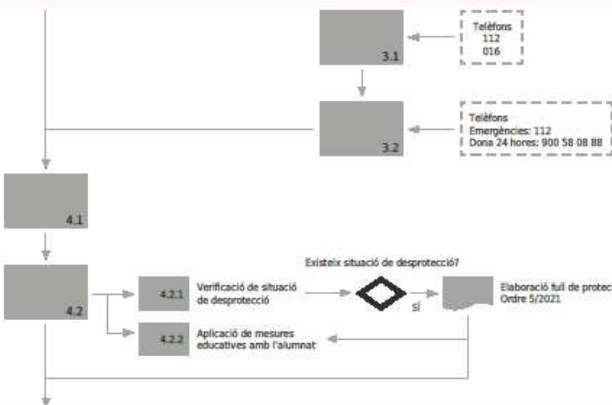 Telèfons
112
016
3.1
Telèfons
Emergències: 112
Dona 24 hores: 900 58 08 88
3.2
4.1
Existeix situació de desprotecció?
4.2
4.2.1
Verificació de situació
de desprotecció
SÍ
Elaboració full de protec
Ordre 5/2021
4.2.2
Aplicació de mesures
educatives amb l'alumnat